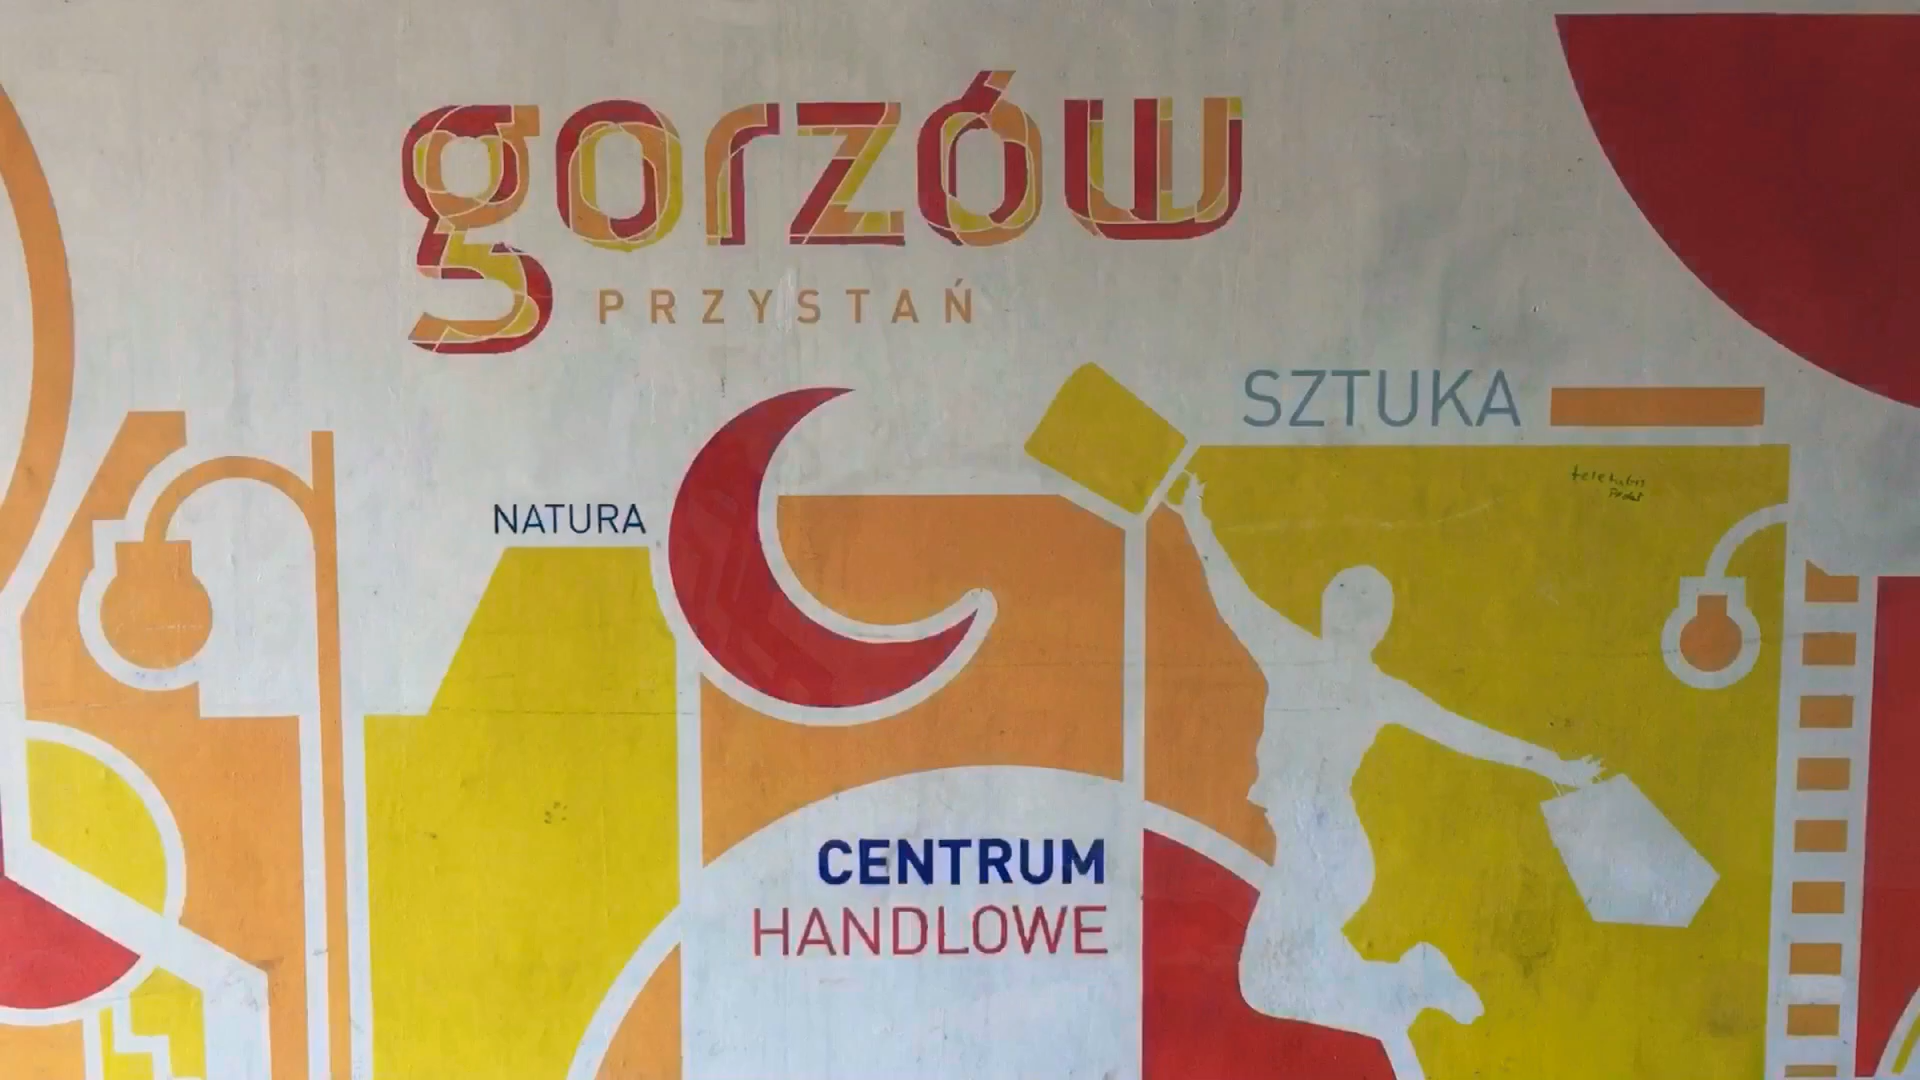 gorzów
PRZYSTAŃ
SZTUKA
NATURA
CENTRUM
HANDLOWE